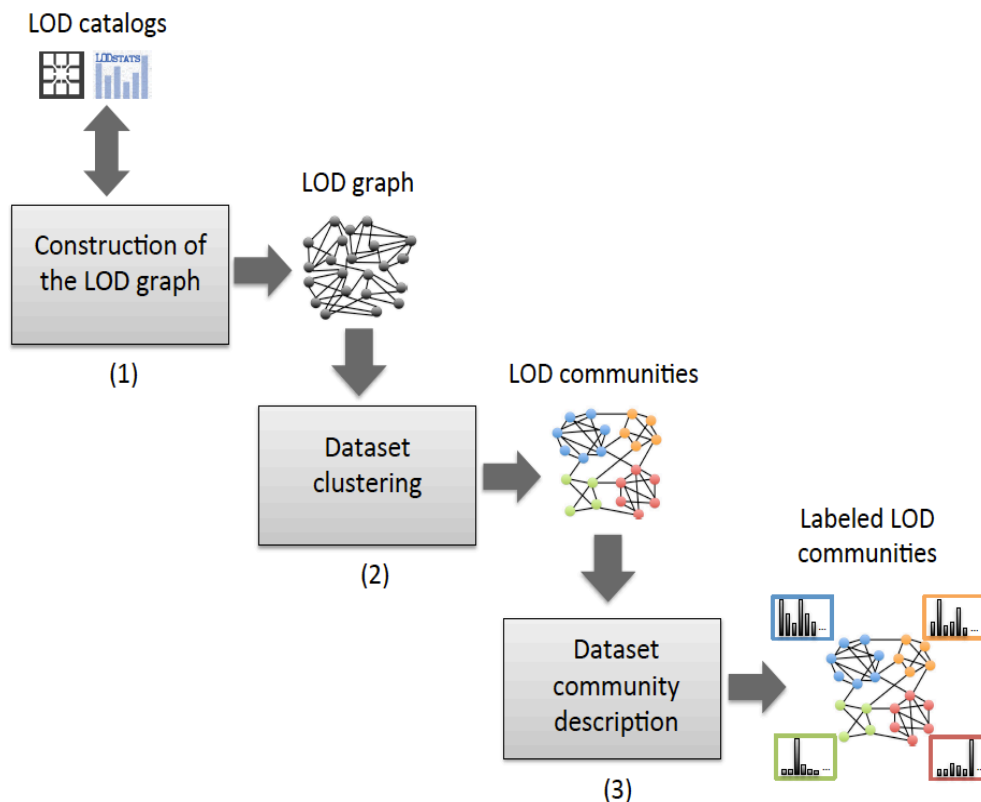 LOD catalogs
LODSTATS
LOD graph
Construction of
the LOD graph
(1)
LOD communities
Dataset
clustering
(2)
Labeled LOD
communities
...
...
Dataset
community
description
...
...
(3)